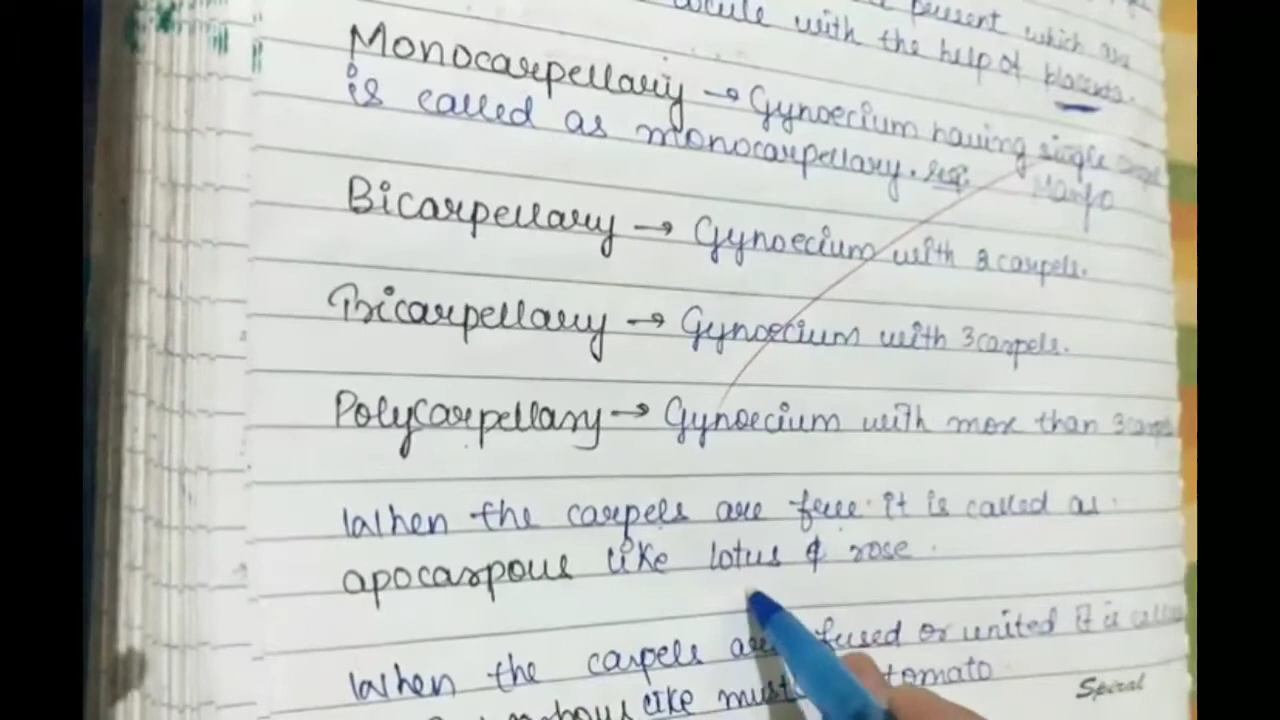 present which are
locule with the help of placenta.
Monocarpellary → Gynoecium having single carpel
is called as monocarpellary. Mango
Bicarpellary → Gynoecium with 2 carpels.
Tricarpellary → Gynoecium with 3 carpels.
Polycarpellary → Gynoecium with more than 3 carpels
When the carpels are free it is called as
apocarpous like lotus & rose.
When the carpels are fused or united it is called
like tomato
Spiral